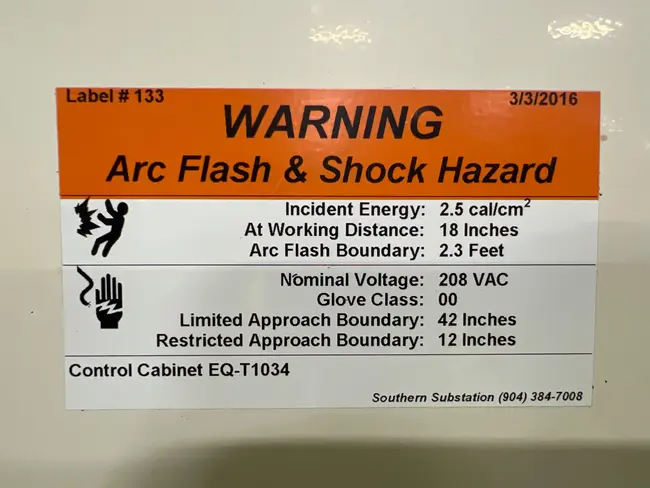 Label # 133 3/3/2016
WARNING
Arc Flash & Shock Hazard
Incident Energy: 2.5 cal/cm²
At Working Distance: 18 Inches
Arc Flash Boundary: 2.3 Feet
Nominal Voltage: 208 VAC
Glove Class: 00
Limited Approach Boundary: 42 Inches
Restricted Approach Boundary: 12 Inches
Control Cabinet EQ-T1034
Southern Substation (904) 384-7008